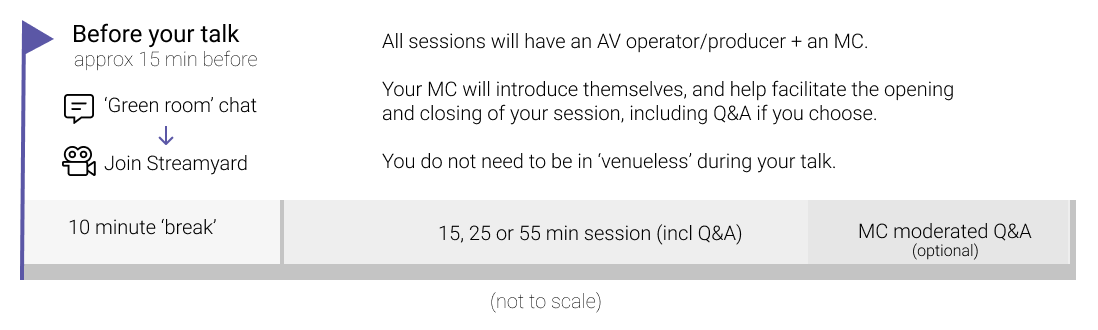 Before your talk
approx 15 min before
'Green room' chat
Join Streamyard
All sessions will have an AV operator/producer + an MC.
Your MC will introduce themselves, and help facilitate the opening
and closing of your session, including Q&A if you choose.
You do not need to be in 'venueless' during your talk.
10 minute 'break'
15, 25 or 55 min session (incl Q&A)
MC moderated Q&A
(optional)
(not to scale)